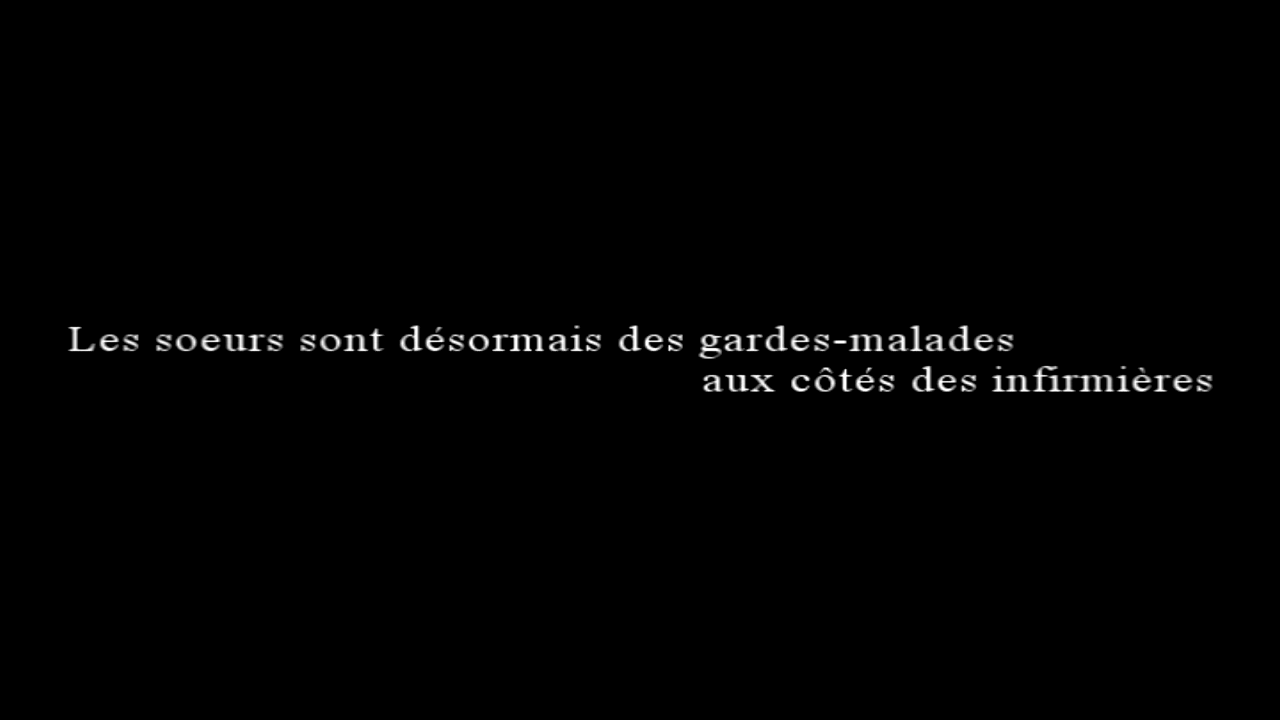 Les soeurs sont désormais des gardes-malades
aux côtés des infirmières